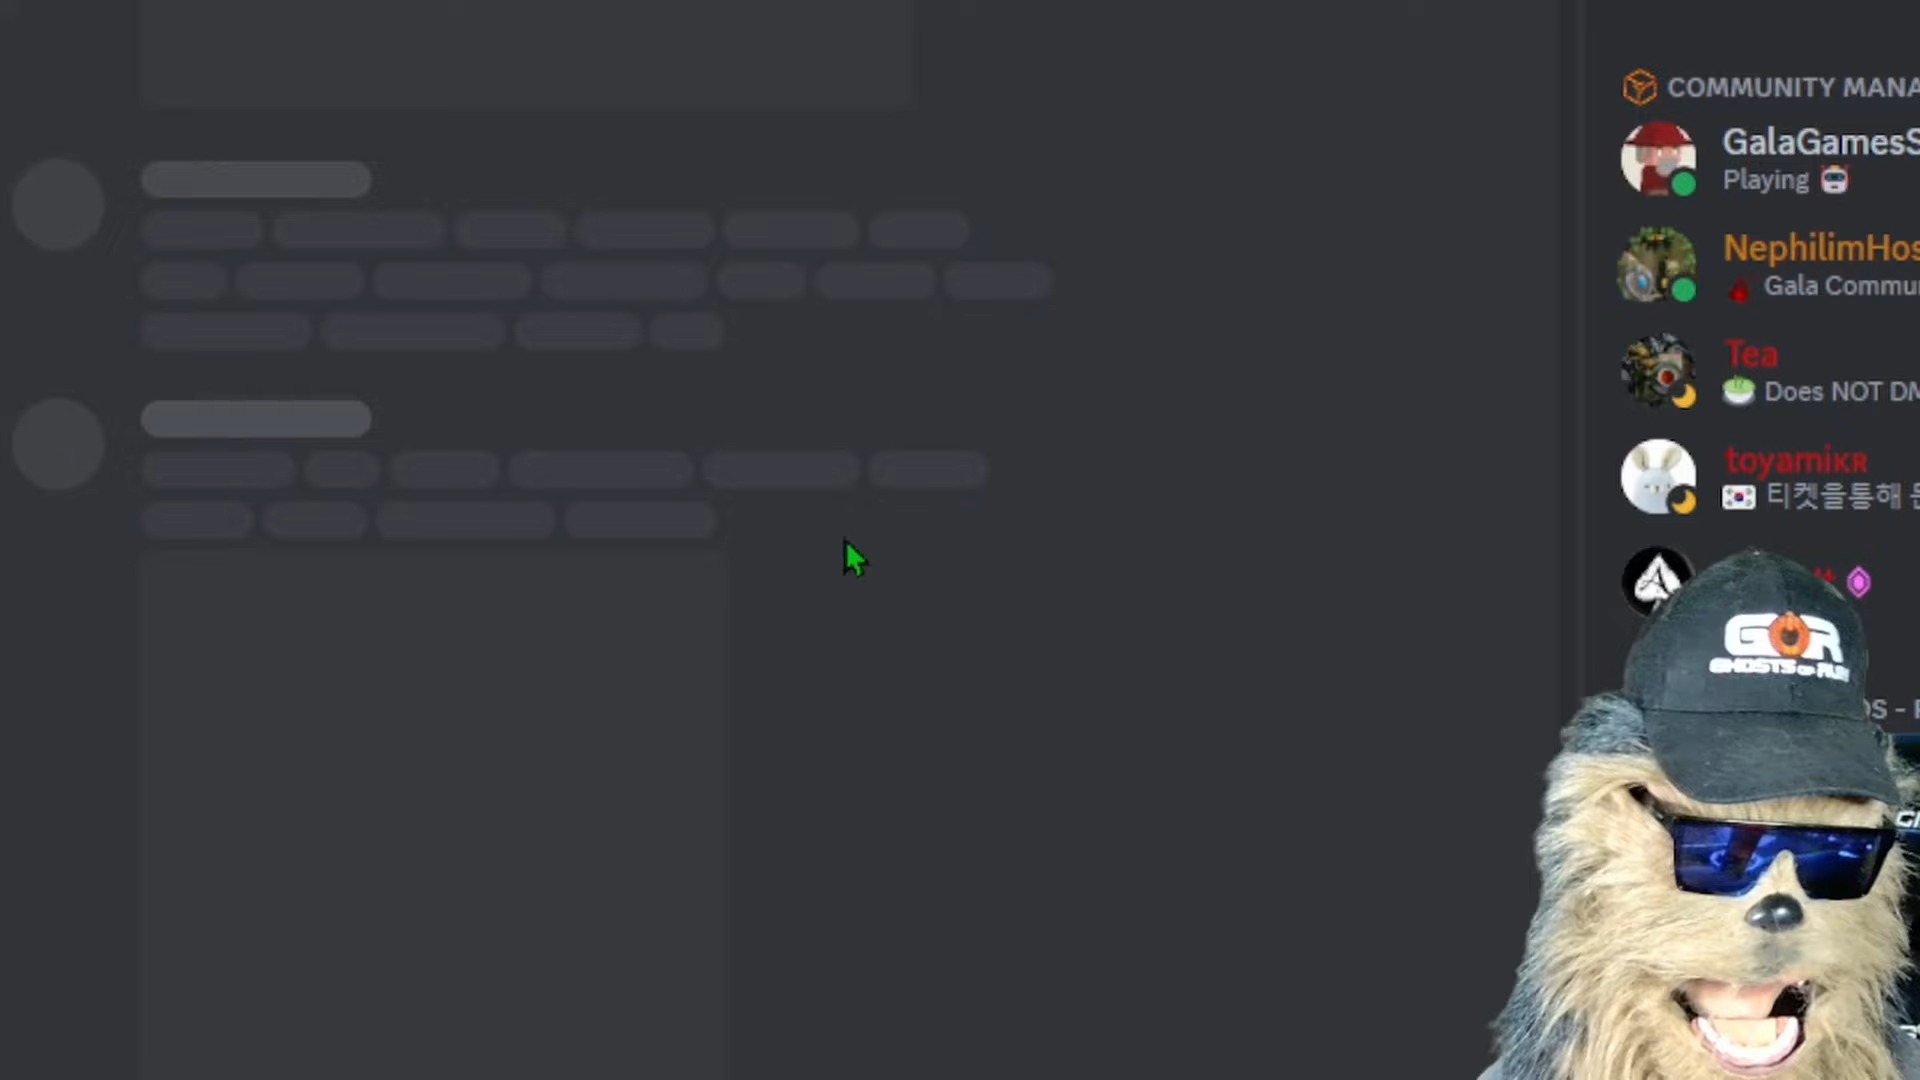 COMMUNITY MANA
GalaGamesS
Playing
NephilimHos
Gala Commu
Tea
Does NOT DM
toyamiKR
티켓을통해
GOR
GHOSTS OF
S - F